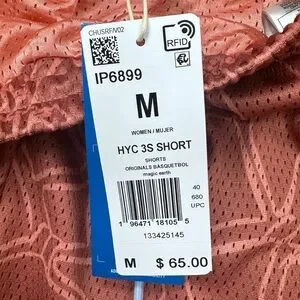 CHUSRFN02
RFID
IP6899
M
WOMEN / MUJER
HYC 3S SHORT
SHORTS
ORIGINALS BASQUETBOL
magic earth
40
680
UPC
1 96471 18105 5
133425145
M $ 65.00